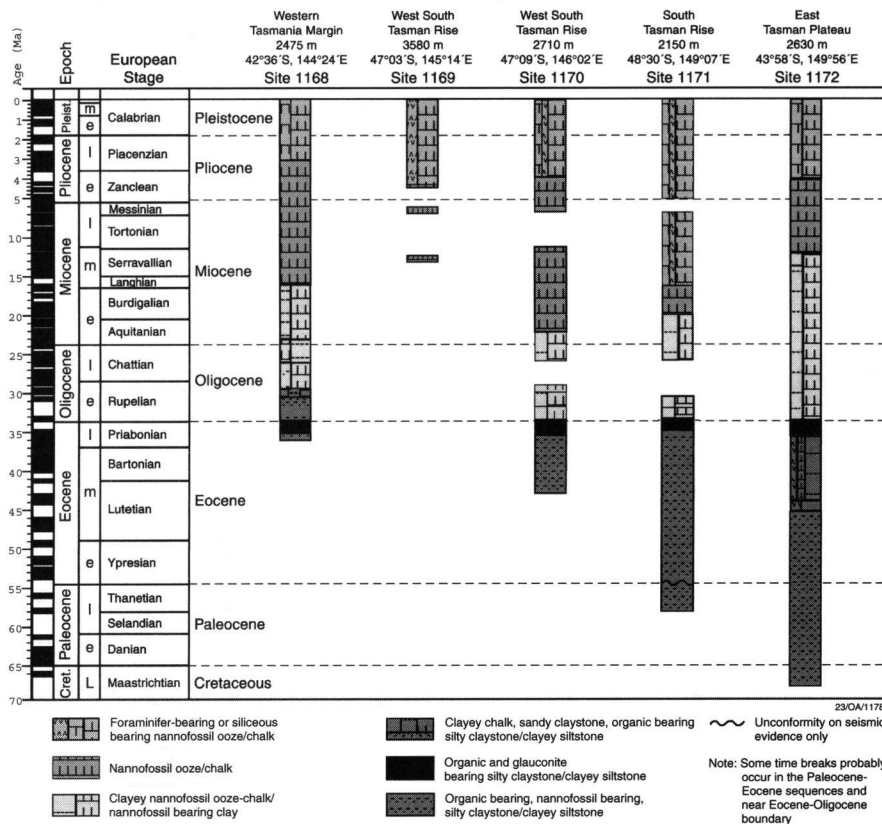 Western
Tasmania Margin
2475 m
42°36´S, 144°24´E
Site 1168
West South
Tasman Rise
3580 m
47°03´S, 145°14´E
Site 1169
West South
Tasman Rise
2710 m
47°09´S, 146°02´E
Site 1170
South
Tasman Rise
2150 m
48°30´S, 149°07´E
Site 1171
East
Tasman Plateau
2630 m
43°58´S, 149°56´E
Site 1172
Age (Ma)
Epoch
European
Stage
0
1
2
3
4
5
10
15
20
25
30
35
40
45
50
55
60
65
70
Pleist.
Pliocene
Miocene
Oligocene
Eocene
Paleocene
Cret.
m
e
l
e
l
m
e
l
e
l
m
e
l
e
L
Calabrian
Piacenzian
Zanclean
Messinian
Tortonian
Serravallian
Langhian
Burdigalian
Aquitanian
Chattian
Rupelian
Priabonian
Bartonian
Lutetian
Ypresian
Thanetian
Selandian
Danian
Maastrichtian
Pleistocene
Pliocene
Miocene
Oligocene
Eocene
Paleocene
Cretaceous
23/OA/1178
Foraminifer-bearing or siliceous
bearing nannofossil ooze/chalk
Nannofossil ooze/chalk
Clayey nannofossil ooze-chalk/
nannofossil bearing clay
Clayey chalk, sandy claystone, organic bearing
silty claystone/clayey siltstone
Organic and glauconite
bearing silty claystone/clayey siltstone
Organic bearing, nannofossil bearing,
silty claystone/clayey siltstone
Unconformity on seismic
evidence only
Note: Some time breaks probably
occur in the Paleocene-
Eocene sequences and
near Eocene-Oligocene
boundary